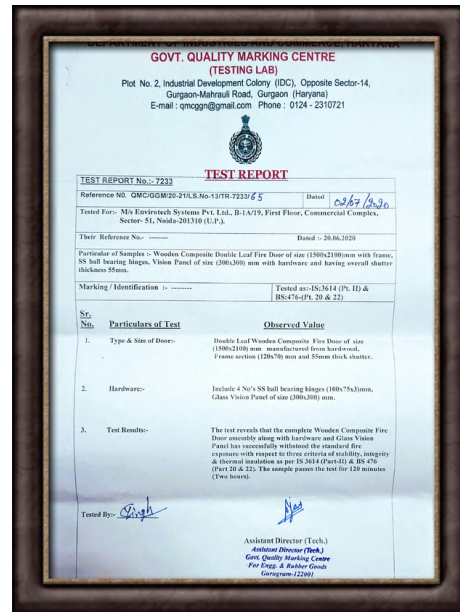 DEPARTMENT OF INDUSTRIES AND COMMERCE, HARYANA
GOVT. QUALITY MARKING CENTRE
(TESTING LAB)
Plot No. 2, Industrial Development Colony (IDC), Opposite Sector-14,
Gurgaon-Mahrauli Road, Gurgaon (Haryana)
E-mail : qmcggn@gmail.com Phone : 0124 - 2310721
TEST REPORT
TEST REPORT No.:- 7233
Reference N0. QMC/GGM/20-21/LS.No-13/TR-7233/65 Dated 02/07/2020
Tested For:- M/s Envirotech Systems Pvt. Ltd., B-1A/19, First Floor, Commercial Complex,
Sector- 51, Noida-201310 (U.P.).
Their Reference No.- -------- Dated :- 20.06.2020
Particular of Samples :- Wooden Composite Double Leaf Fire Door of size (1500x2100)mm with frame,
SS ball bearing hinges, Vision Panel of size (300x300) mm with hardware and having overall shutter
thickness 55mm.
Marking / Identification :- -------- Tested as:-IS:3614 (Pt. II) &
BS:476-(Pt. 20 & 22)
Sr.
No. Particulars of Test Observed Value
1. Type & Size of Door:- Double Leaf Wooden Composite Fire Door of size
(1500x2100) mm manufactured from hardwood.
Frame section (120x70) mm and 55mm thick shutter.
2. Hardware:- Include 4 No's SS ball bearing hinges (100x75x3)mm,
Glass Vision Panel of size (300x300) mm.
3. Test Results:- The test reveals that the complete Wooden Composite Fire
Door assembly along with hardware and Glass Vision
Panel has successfully withstood the standard fire
exposure with respect to three criteria of stability, integrity
& thermal insulation as per IS 3614 (Part-II) & BS 476
(Part 20 & 22). The sample passes the test for 120 minutes
(Two hours).
Tested By:- Singh
Assistant Director (Tech.)
Assistant Director (Tech.)
Govt. Quality Marking Centre
For Engg. & Rubber Goods
Gurugram-122001